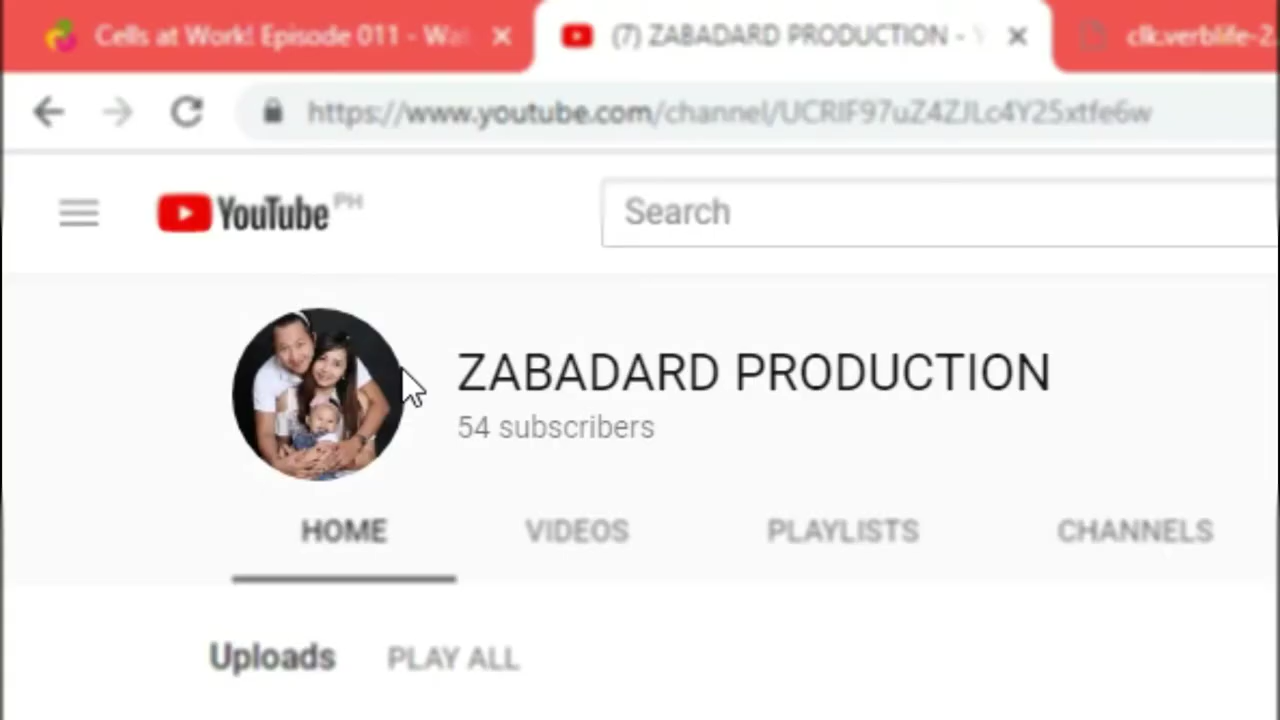 Cells at Work! Episode 011 - Wat
(7) ZABADARD PRODUCTION - Y
clk.verblife-2.
https://www.youtube.com/channel/UCRIF97uZ4ZJLc4Y25xtfe6w
YouTube PH
Search
ZABADARD PRODUCTION
54 subscribers
HOME VIDEOS PLAYLISTS CHANNELS
Uploads PLAY ALL